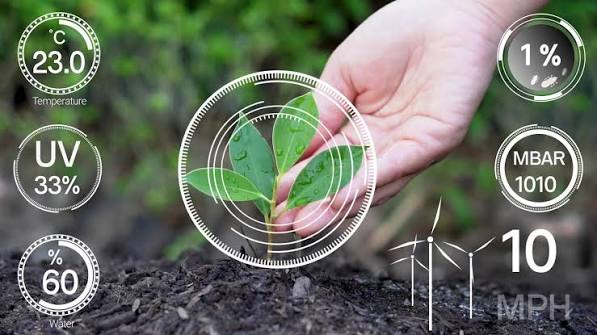 °C
23.0
Temperature
UV
33%
%
60
Water
1 %
MBAR
1010
10
MPH